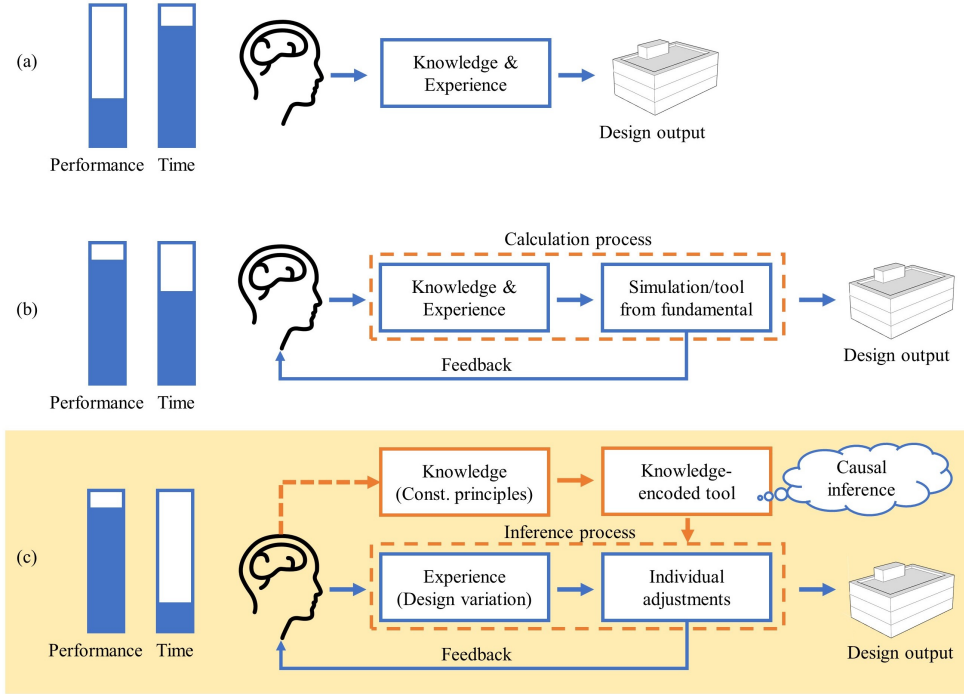 (a)
Performance
Time
Knowledge &
Experience
Design output
(b)
Performance
Time
Calculation process
Knowledge &
Experience
Simulation/tool
from fundamental
Feedback
Design output
(c)
Performance
Time
Knowledge
(Const. principles)
Knowledge-
encoded tool
Causal
inference
Inference process
Experience
(Design variation)
Individual
adjustments
Feedback
Design output